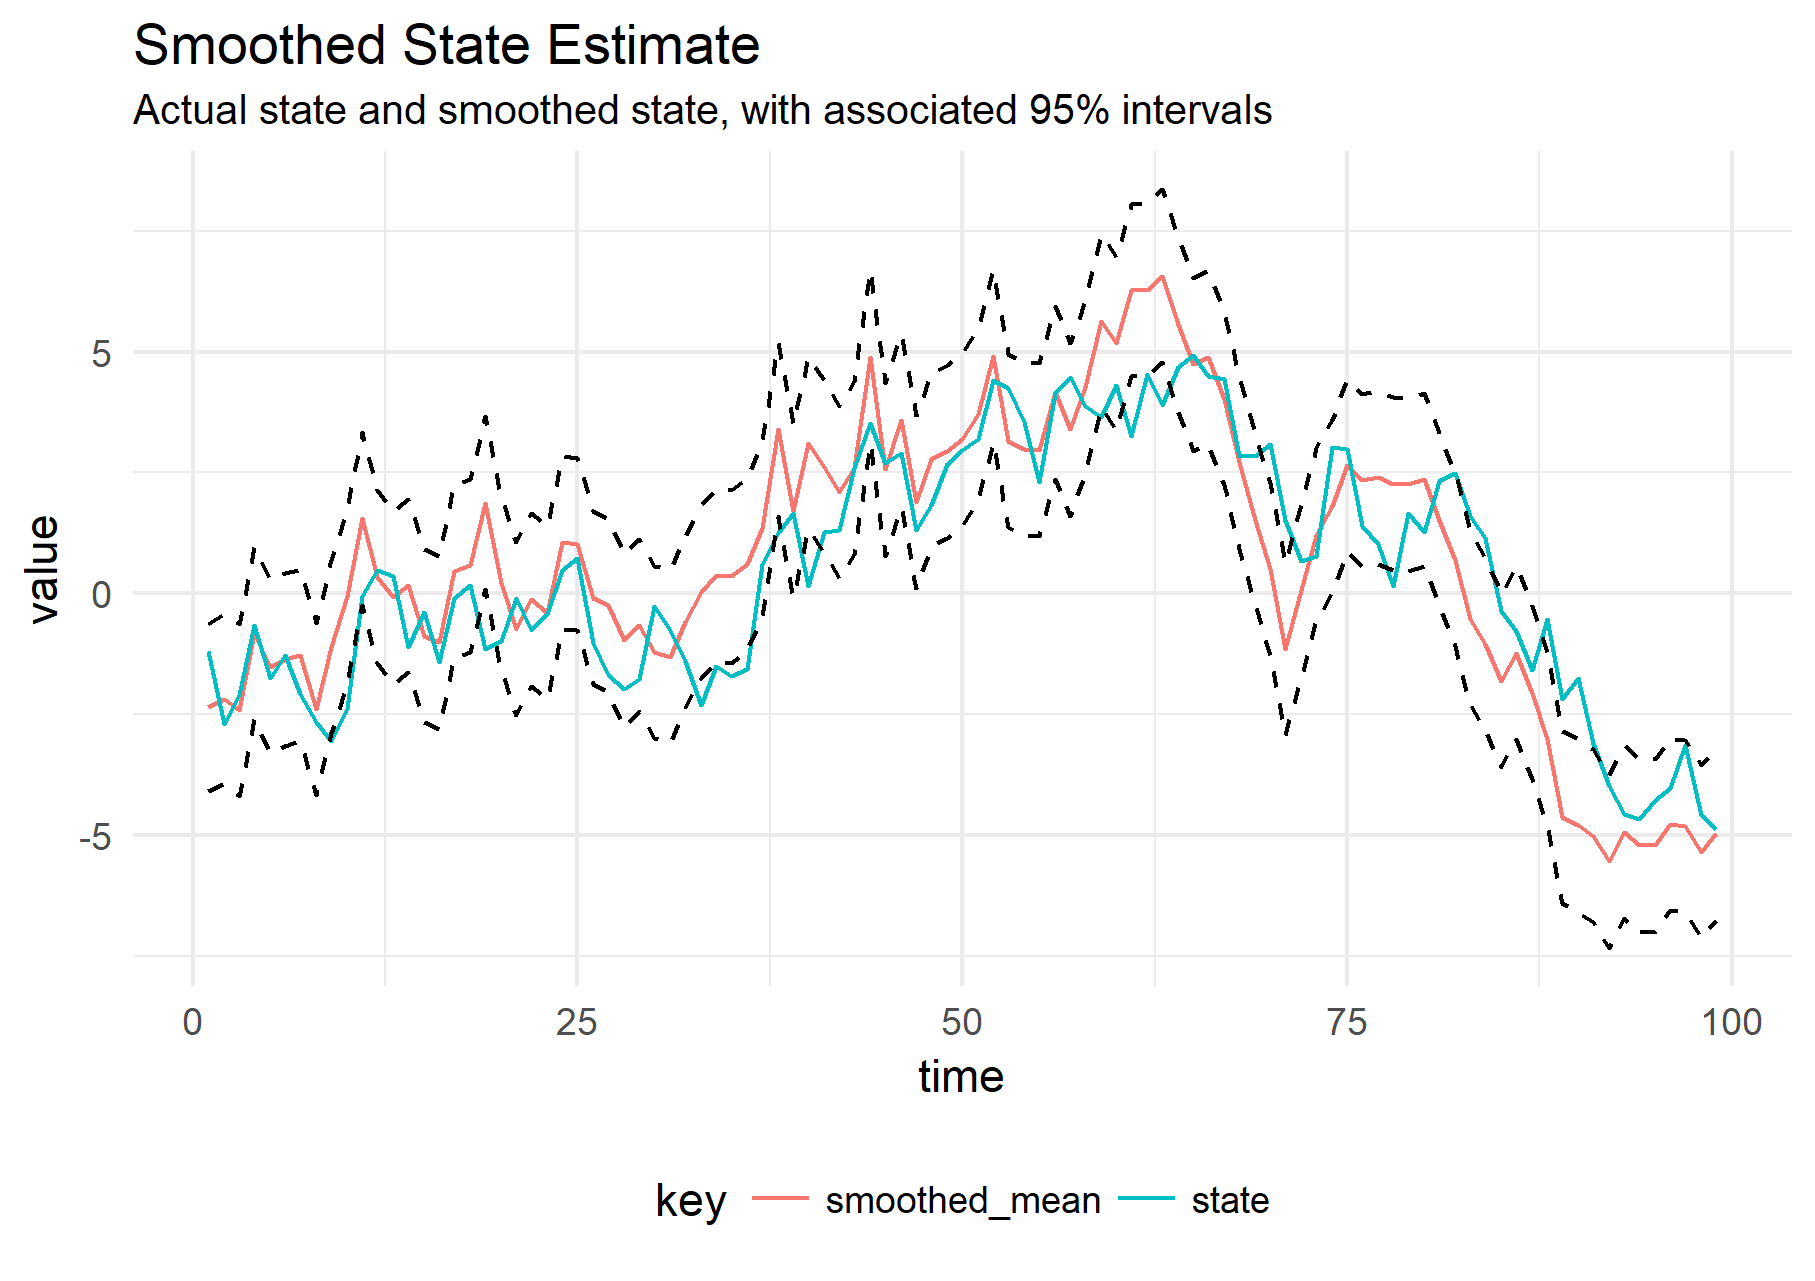 Smoothed State Estimate
Actual state and smoothed state, with associated 95% intervals
value
5
0
-5
0 25 50 75 100
time
key smoothed_mean state